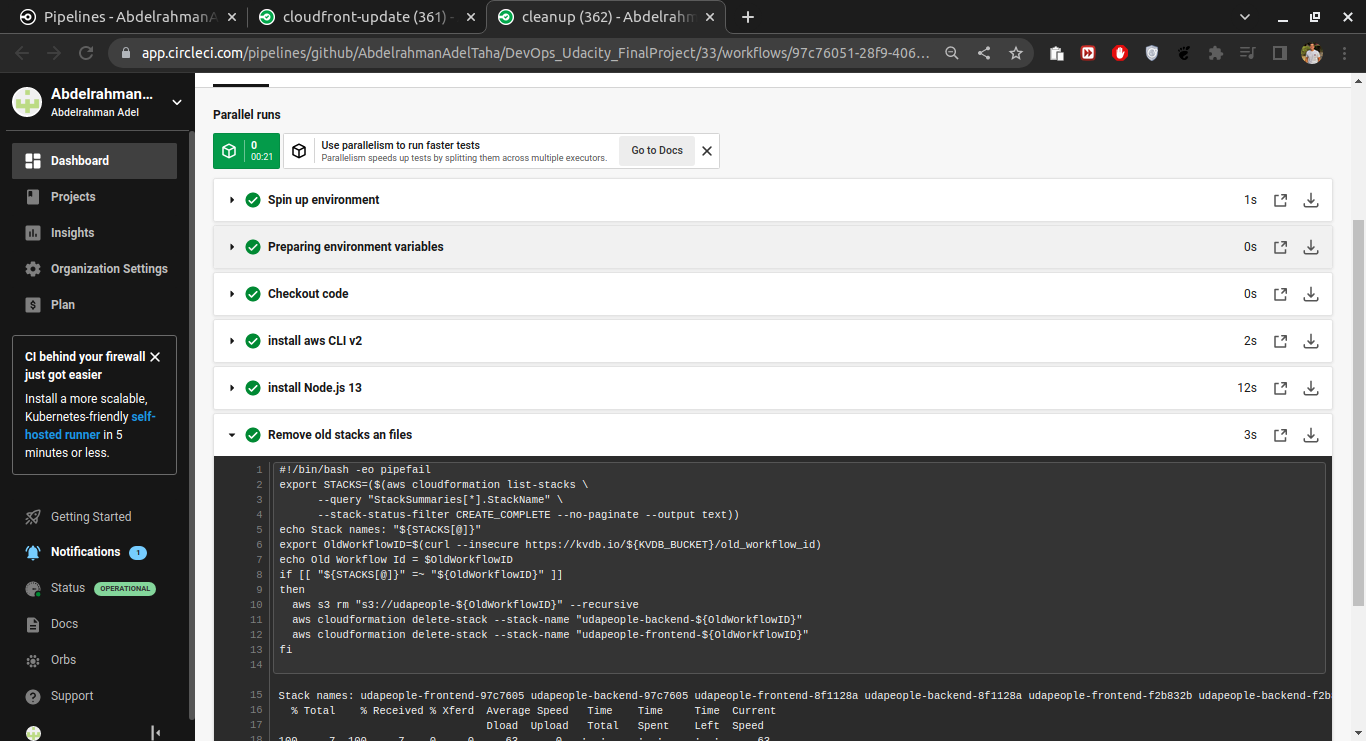 Pipelines - AbdelrahmanA
cloudfront-update (361) -
cleanup (362) - Abdelrahm
app.circleci.com/pipelines/github/AbdelrahmanAdelTaha/DevOps_Udacity_FinalProject/33/workflows/97c76051-28f9-406...
Abdelrahman...
Abdelrahman Adel
Dashboard
Projects
Insights
Organization Settings
Plan
CI behind your firewall
just got easier
Install a more scalable,
Kubernetes-friendly self-
hosted runner in 5
minutes or less.
Getting Started
Notifications 1
Status OPERATIONAL
Docs
Orbs
Support
Parallel runs
0
00:21
Use parallelism to run faster tests
Parallelism speeds up tests by splitting them across multiple executors.
Go to Docs
Spin up environment 1s
Preparing environment variables 0s
Checkout code 0s
install aws CLI v2 2s
install Node.js 13 12s
Remove old stacks an files 3s
1 #!/bin/bash -eo pipefail
2 export STACKS=($(aws cloudformation list-stacks \
3 --query "StackSummaries[*].StackName" \
4 --stack-status-filter CREATE_COMPLETE --no-paginate --output text))
5 echo Stack names: "${STACKS[@]}"
6 export OldWorkflowID=$(curl --insecure https://kvdb.io/${KVDB_BUCKET}/old_workflow_id)
7 echo Old Workflow Id = $OldWorkflowID
8 if [[ "${STACKS[@]}" =~ "${OldWorkflowID}" ]]
9 then
10 aws s3 rm "s3://udapeople-${OldWorkflowID}" --recursive
11 aws cloudformation delete-stack --stack-name "udapeople-backend-${OldWorkflowID}"
12 aws cloudformation delete-stack --stack-name "udapeople-frontend-${OldWorkflowID}"
13 fi
14
15 Stack names: udapeople-frontend-97c7605 udapeople-backend-97c7605 udapeople-frontend-8f1128a udapeople-backend-8f1128a udapeople-frontend-f2b832b udapeople-backend-f2b
16 % Total % Received % Xferd Average Speed Time Time Time Current
17 Dload Upload Total Spent Left Speed
18 100 7 100 7 0 0 63 0 --:-- --:-- --:-- 63